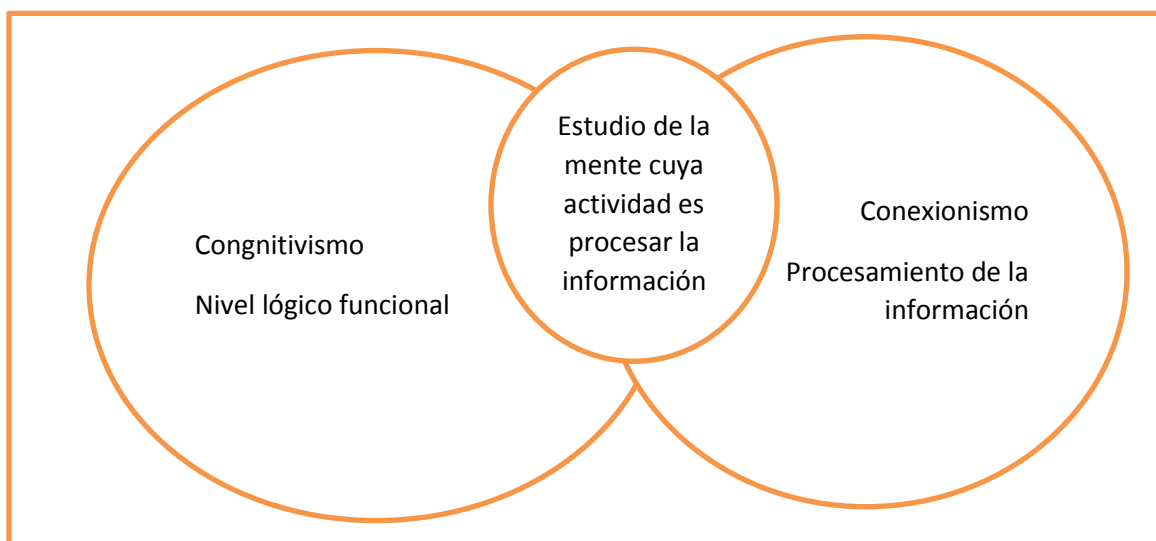 Congnitivismo
Nivel lógico funcional
Estudio de la
mente cuya
actividad es
procesar la
información
Conexionismo
Procesamiento de la
información